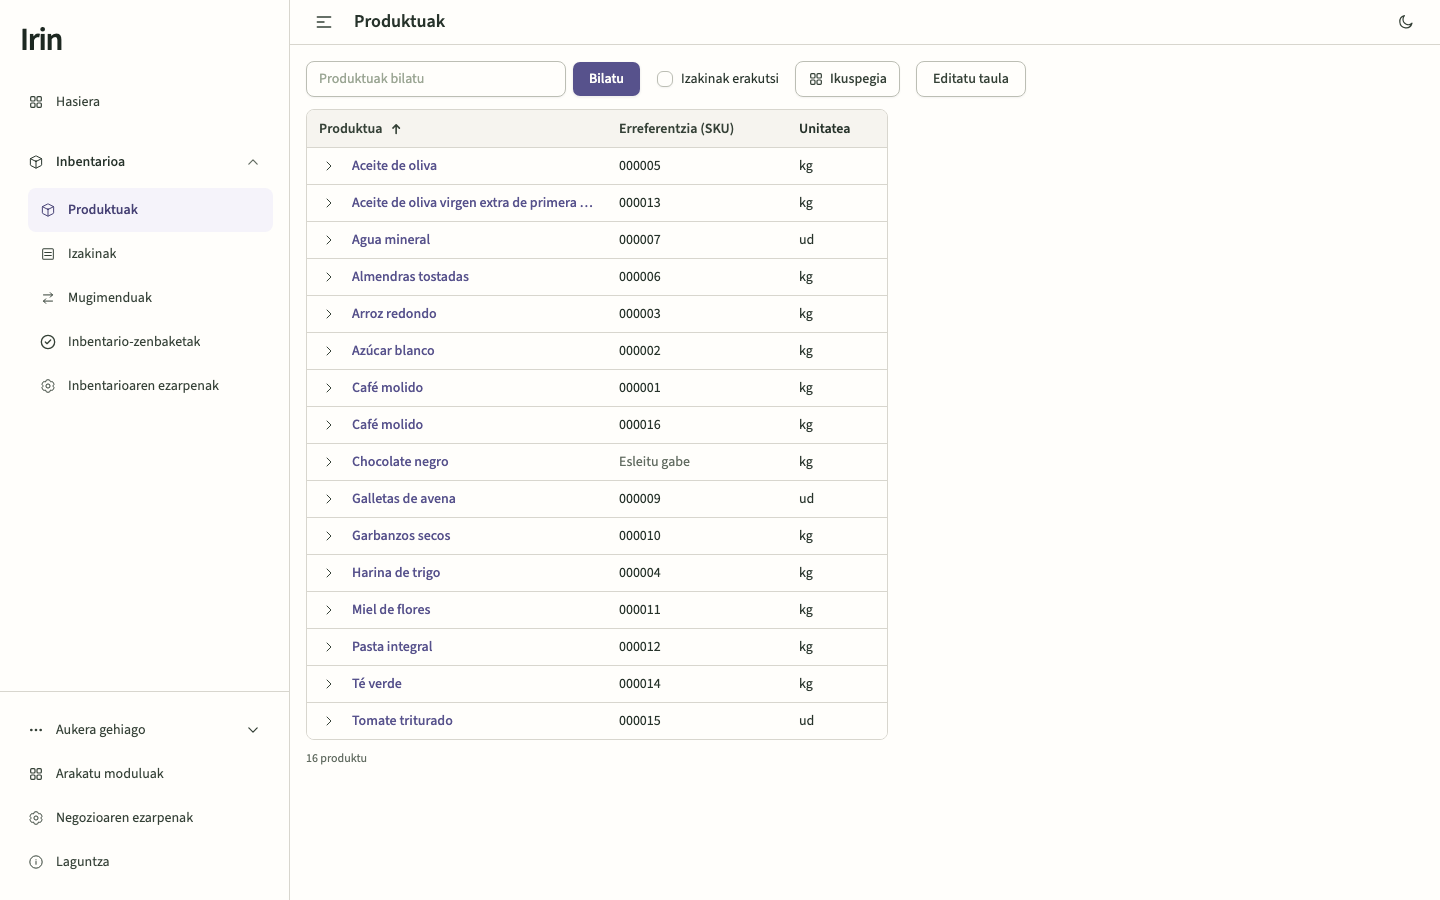 Irin
Hasiera
Inbentarioa
Produktuak
Izakinak
Mugimenduak
Inbentario-zenbaketak
Inbentarioaren ezarpenak
Aukera gehiago
Arakatu moduluak
Negozioaren ezarpenak
Laguntza
Produktuak
Produktuak bilatu
Bilatu
Izakinak erakutsi
Ikuspegia
Editatu taula
Produktua Erreferentzia (SKU) Unitatea
Aceite de oliva 000005 kg
Aceite de oliva virgen extra de primera … 000013 kg
Agua mineral 000007 ud
Almendras tostadas 000006 kg
Arroz redondo 000003 kg
Azúcar blanco 000002 kg
Café molido 000001 kg
Café molido 000016 kg
Chocolate negro Esleitu gabe kg
Galletas de avena 000009 ud
Garbanzos secos 000010 kg
Harina de trigo 000004 kg
Miel de flores 000011 kg
Pasta integral 000012 kg
Té verde 000014 kg
Tomate triturado 000015 ud
16 produktu